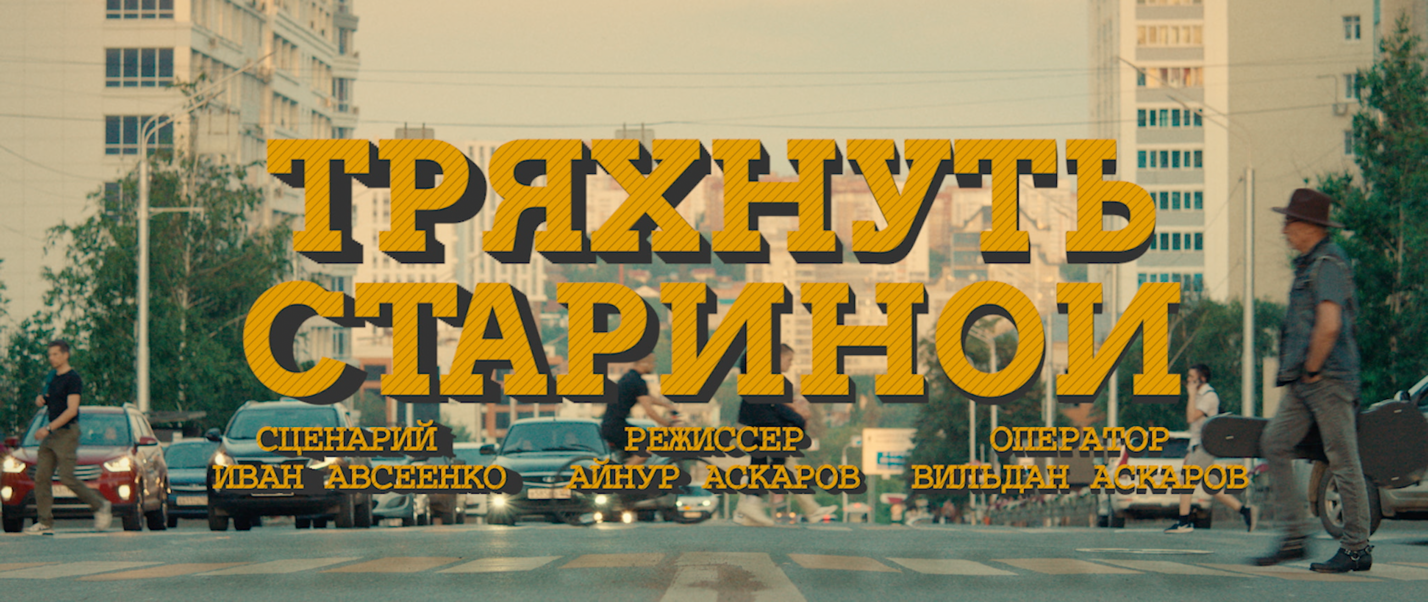 ТРЯХНУТЬ
СТАРИНОЙ
СЦЕНАРИЙ
ИВАН АВСЕЕНКО
РЕЖИССЕР
АЙНУР АСКАРОВ
ОПЕРАТОР
ВИЛЬДАН АСКАРОВ